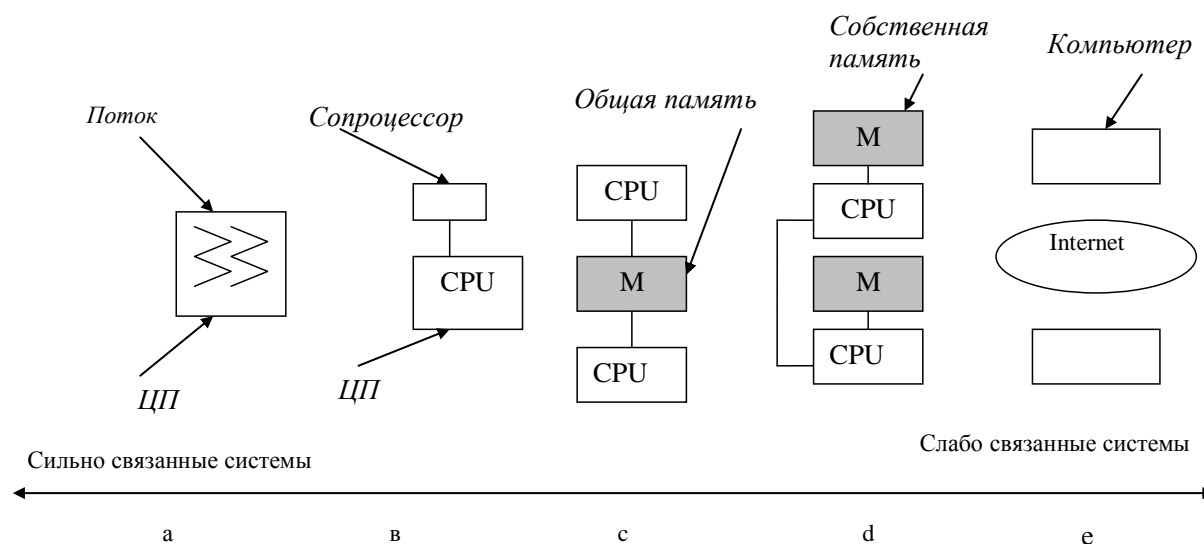 Собственная
память
Компьютер
Общая память
Поток
Сопроцессор
M
CPU
CPU
Internet
CPU
M
M
CPU
CPU
ЦП
ЦП
Слабо связанные системы
Сильно связанные системы
а в с d e